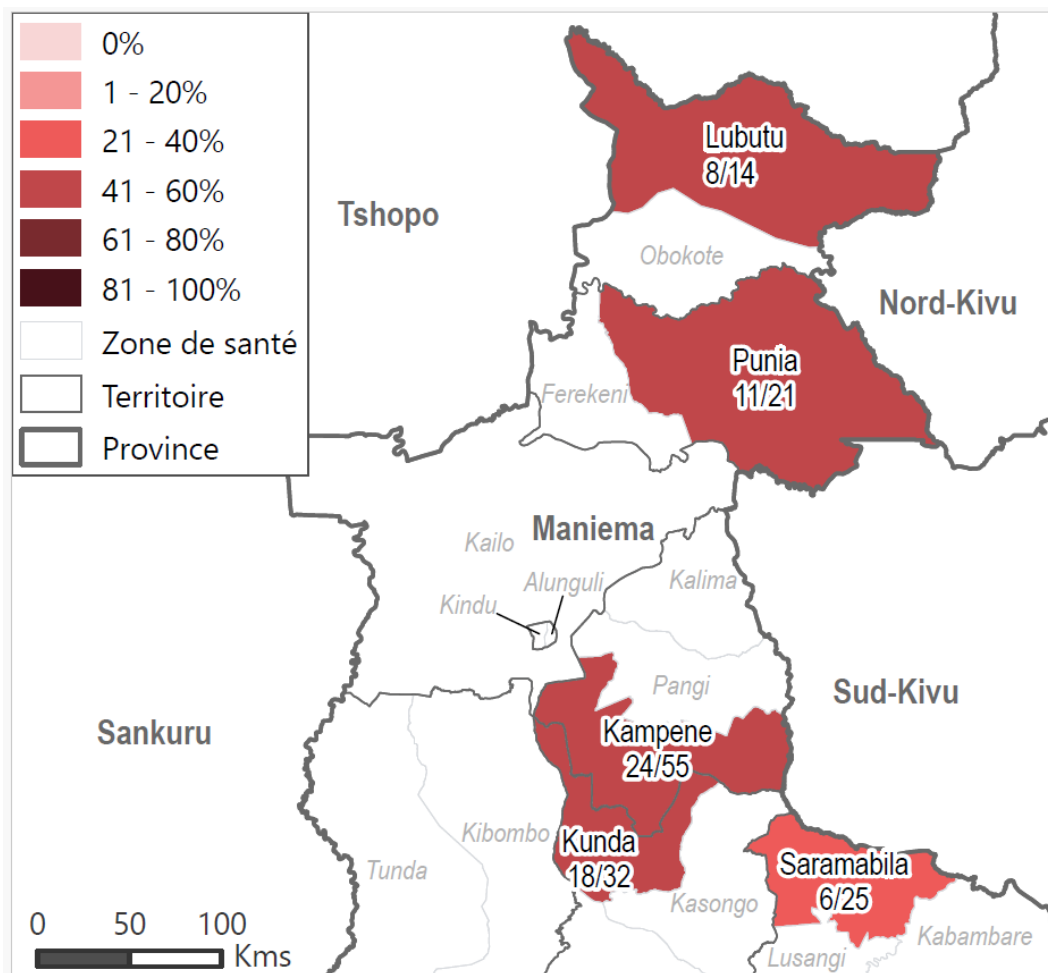 0%
1 - 20%
21 - 40%
41 - 60%
61 - 80%
81 - 100%
Zone de santé
Territoire
Province
Lubutu
8/14
Tshopo
Obokote
Nord-Kivu
Punia
11/21
Ferekeni
Maniema
Kailo
Alunguli
Kalima
Kindu
Pangi
Sud-Kivu
Sankuru
Kampene
24/55
Kibombo
Kunda
18/32
Tunda
Saramabila
6/25
Kasongo
Kabambare
Lusangi
0 50 100
Kms